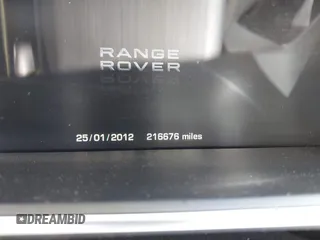 RANGE
ROVER
25/01/2012 216676 miles
DREAMBID